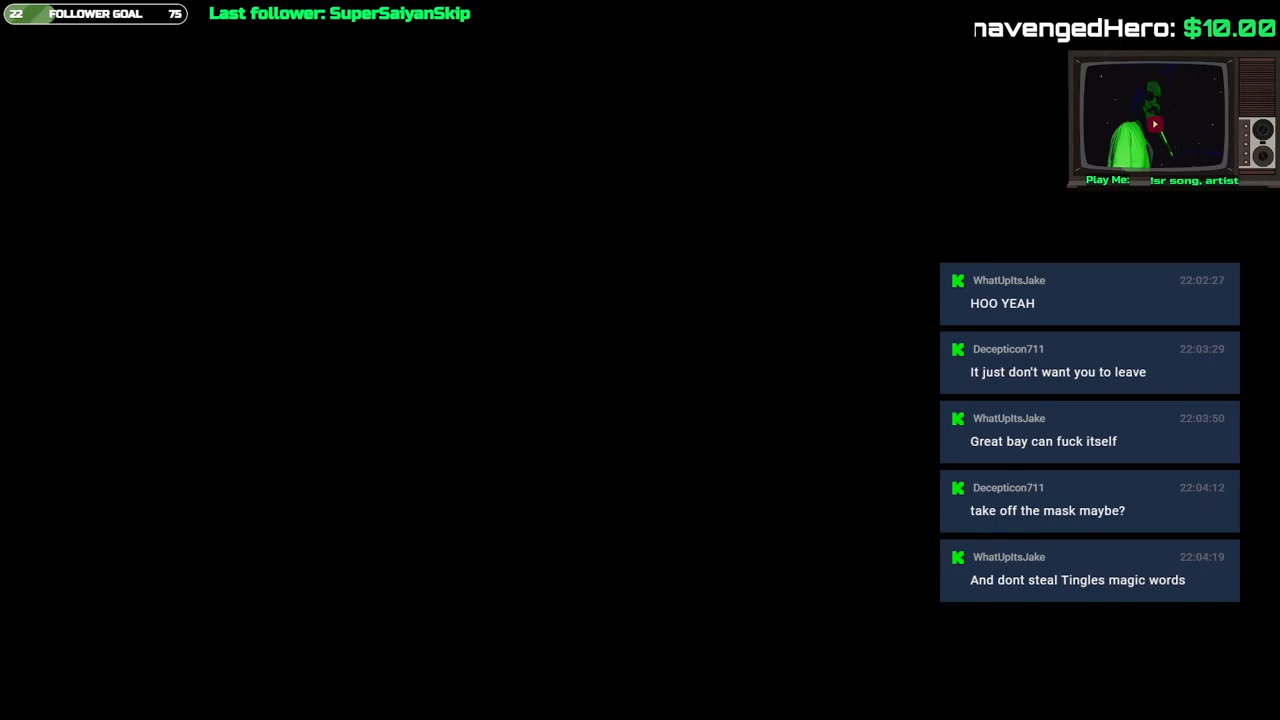 22 FOLLOWER GOAL 75
Last follower: SuperSaiyanSkip
navengedHero: $10.00
Play Me: !sr song, artist
WhatUpItsJake 22:02:27
HOO YEAH
Decepticon711 22:03:29
It just don't want you to leave
WhatUpItsJake 22:03:50
Great bay can fuck itself
Decepticon711 22:04:12
take off the mask maybe?
WhatUpItsJake 22:04:19
And dont steal Tingles magic words